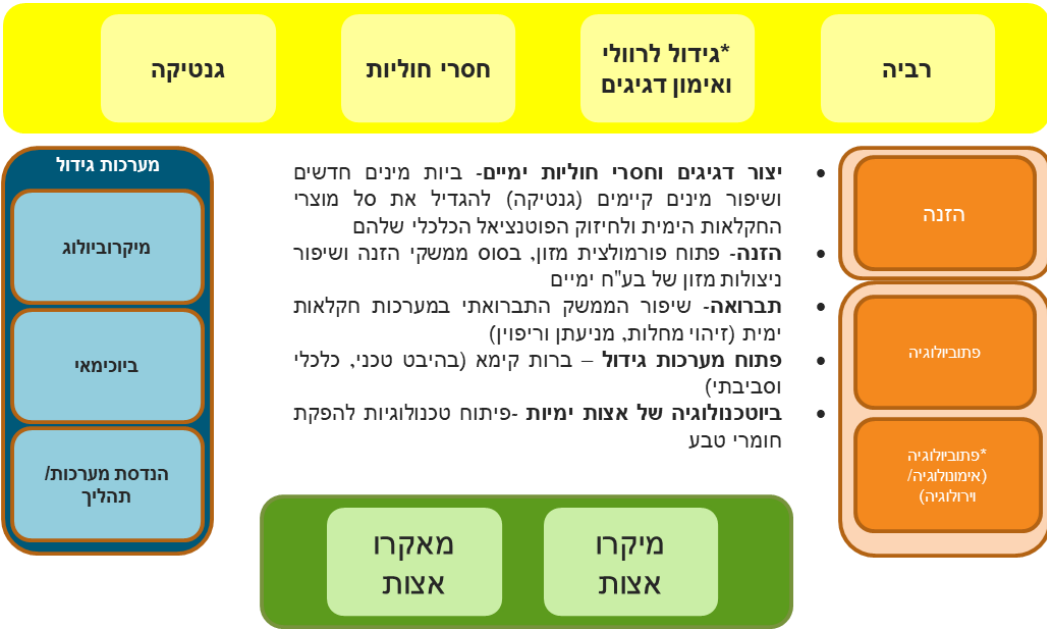 רביה
*גידול לרוולי
ואימון דגיגים
חסרי חוליות
גנטיקה
הזנה
פתוביולוגיה
*פתוביולוגיה
(אימונולוגיה/
וירולוגיה)
• יצור דגיגים וחסרי חוליות ימיים- ביות מינים חדשים
ושיפור מינים קיימים (גנטיקה) להגדיל את סל מוצרי
החקלאות הימית ולחיזוק הפוטנציאל הכלכלי שלהם
• הזנה- פתוח פורמולצית מזון, בסוס ממשקי הזנה ושיפור
ניצולות מזון של בע"ח ימיים
• תברואה- שיפור הממשק התברואתי במערכות חקלאות
ימית (זיהוי מחלות, מניעתן וריפוין)
• פתוח מערכות גידול – ברות קימא (בהיבט טכני, כלכלי
וסביבתי)
• ביוטכנולוגיה של אצות ימיות -פיתוח טכנולוגיות להפקת
חומרי טבע
מערכות גידול
מיקרוביולוג
ביוכימאי
הנדסת מערכות/
תהליך
מיקרו
אצות
מאקרו
אצות